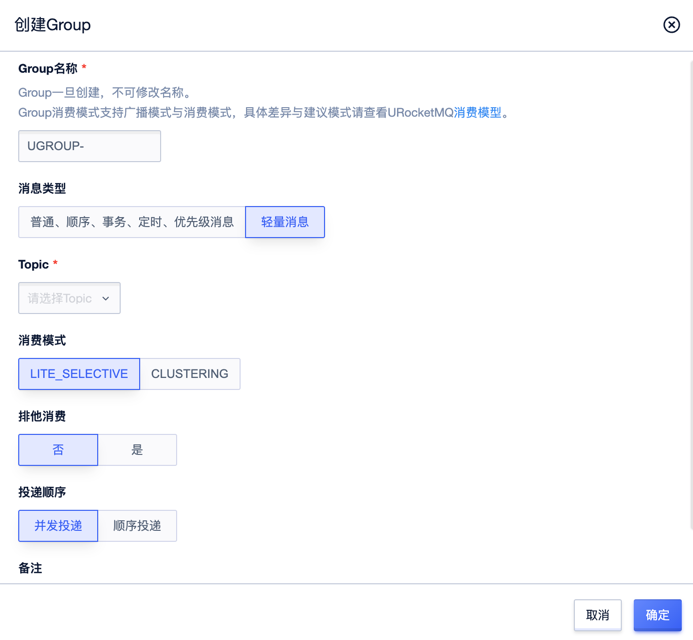 创建Group
Group名称 *
Group一旦创建，不可修改名称。
Group消费模式支持广播模式与消费模式，具体差异与建议模式请查看URocketMQ消费模型。
UGROUP-
消息类型
普通、顺序、事务、定时、优先级消息 轻量消息
Topic *
请选择Topic
消费模式
LITE_SELECTIVE CLUSTERING
排他消费
否 是
投递顺序
并发投递 顺序投递
备注
取消 确定